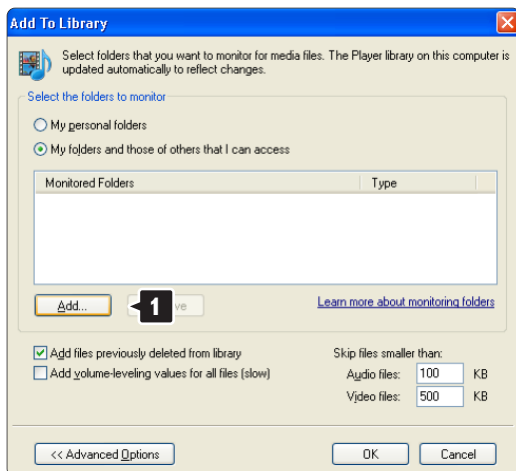 Add To Library
Select folders that you want to monitor for media files. The Player library on this computer is
updated automatically to reflect changes.
Select the folders to monitor
My personal folders
My folders and those of others that I can access
Monitored Folders Type
Add... 1 ve Learn more about monitoring folders
Add files previously deleted from library Skip files smaller than:
Add volume-leveling values for all files (slow) Audio files: 100 KB
Video files: 500 KB
<< Advanced Options OK Cancel